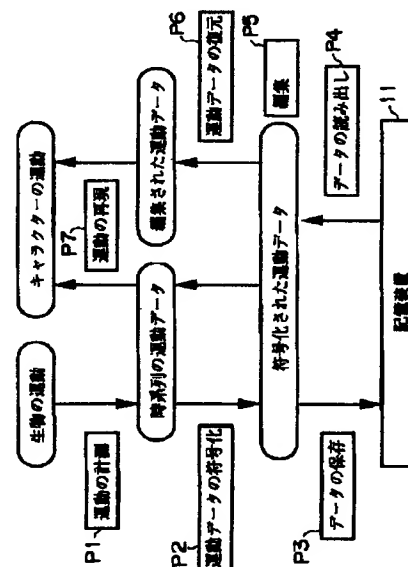 生物の運動
キャラクターの運動
P1
運動の計測
P7
運動の再現
時系列の運動データ
編集された運動データ
P2
運動データの符号化
P6
運動データの復元
符号化された運動データ
P5
編集
P3
データの保存
P4
データの読み出し
記憶装置
11